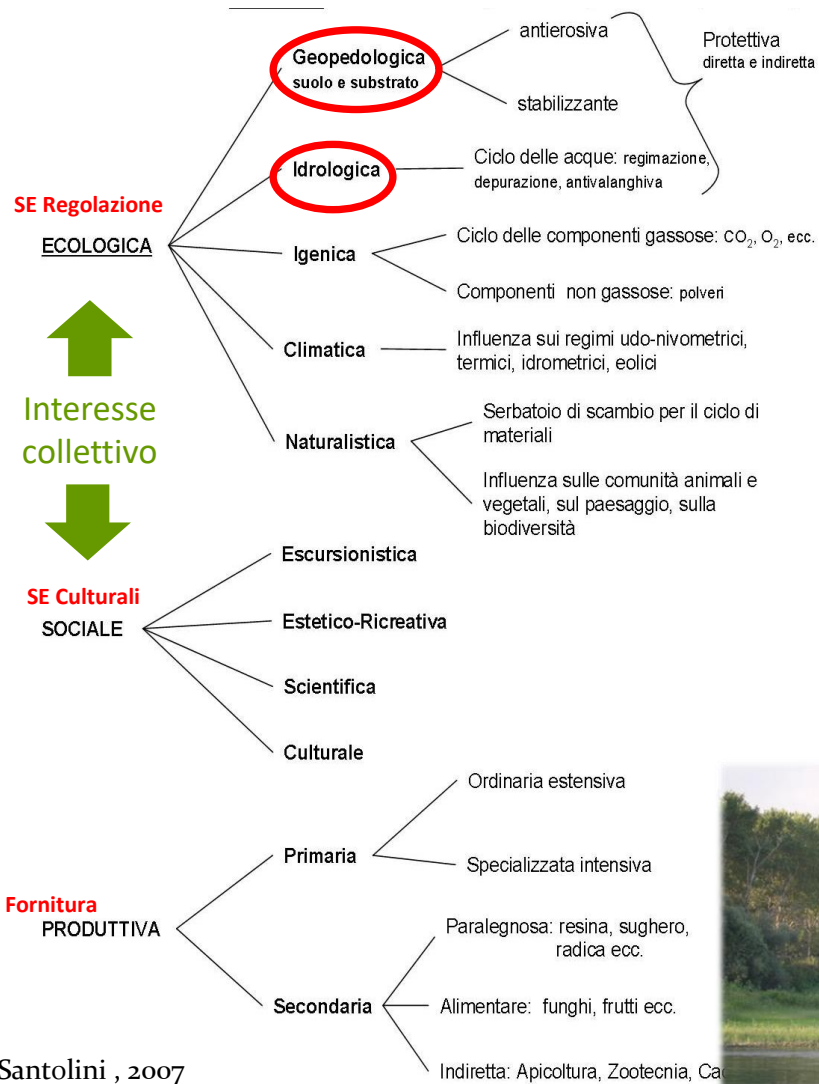 antierosiva
Protettiva
diretta e indiretta
Geopedologica
suolo e substrato
stabilizzante
Idrologica
Ciclo delle acque: regimazione,
depurazione, antivalanghiva
SE Regolazione
ECOLOGICA
Igenica
Ciclo delle componenti gassose: CO₂, O₂, ecc.
Componenti non gassose: polveri
Climatica
Influenza sui regimi udo-nivometrici,
termici, idrometrici, eolici
Interesse
collettivo
Naturalistica
Serbatoio di scambio per il ciclo di
materiali
Influenza sulle comunità animali e
vegetali, sul paesaggio, sulla
biodiversità
SE Culturali
SOCIALE
Escursionistica
Estetico-Ricreativa
Scientifica
Culturale
Fornitura
PRODUTTIVA
Primaria
Ordinaria estensiva
Specializzata intensiva
Secondaria
Paralegnosa: resina, sughero,
radica ecc.
Alimentare: funghi, frutti ecc.
Indiretta: Apicoltura, Zootecnia,
Santolini , 2007